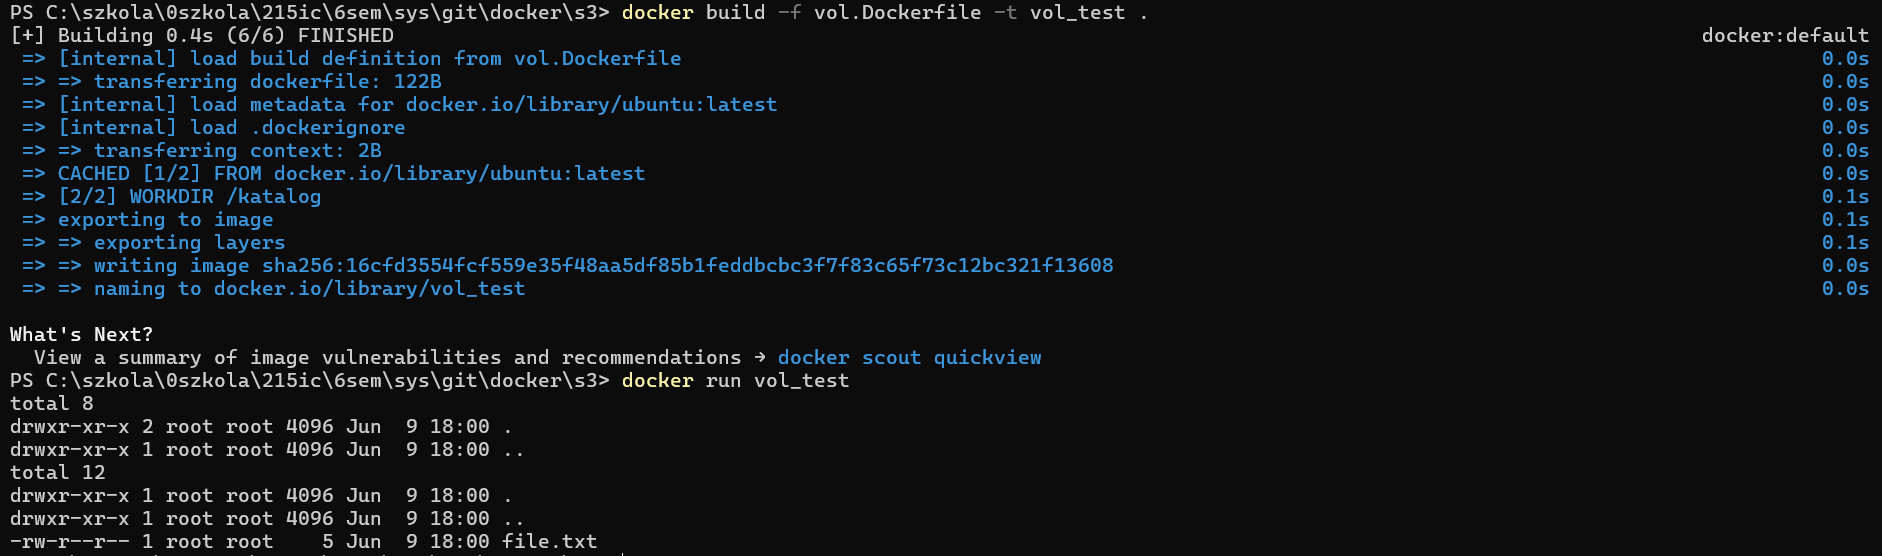 PS C:\szkola\0szkola\215ic\6sem\sys\git\docker\s3> docker build -f vol.Dockerfile -t vol_test .
[+] Building 0.4s (6/6) FINISHED docker:default
=> [internal] load build definition from vol.Dockerfile 0.0s
=> => transferring dockerfile: 122B 0.0s
=> [internal] load metadata for docker.io/library/ubuntu:latest 0.0s
=> [internal] load .dockerignore 0.0s
=> => transferring context: 2B 0.0s
=> CACHED [1/2] FROM docker.io/library/ubuntu:latest 0.0s
=> [2/2] WORKDIR /katalog 0.1s
=> exporting to image 0.1s
=> => exporting layers 0.1s
=> => writing image sha256:16cfd3554fcf559e35f48aa5df85b1feddbcbc3f7f83c65f73c12bc321f13608 0.0s
=> => naming to docker.io/library/vol_test 0.0s
What's Next?
View a summary of image vulnerabilities and recommendations → docker scout quickview
PS C:\szkola\0szkola\215ic\6sem\sys\git\docker\s3> docker run vol_test
total 8
drwxr-xr-x 2 root root 4096 Jun  9 18:00 .
drwxr-xr-x 1 root root 4096 Jun  9 18:00 ..
total 12
drwxr-xr-x 1 root root 4096 Jun  9 18:00 .
drwxr-xr-x 1 root root 4096 Jun  9 18:00 ..
-rw-r--r-- 1 root root    5 Jun  9 18:00 file.txt